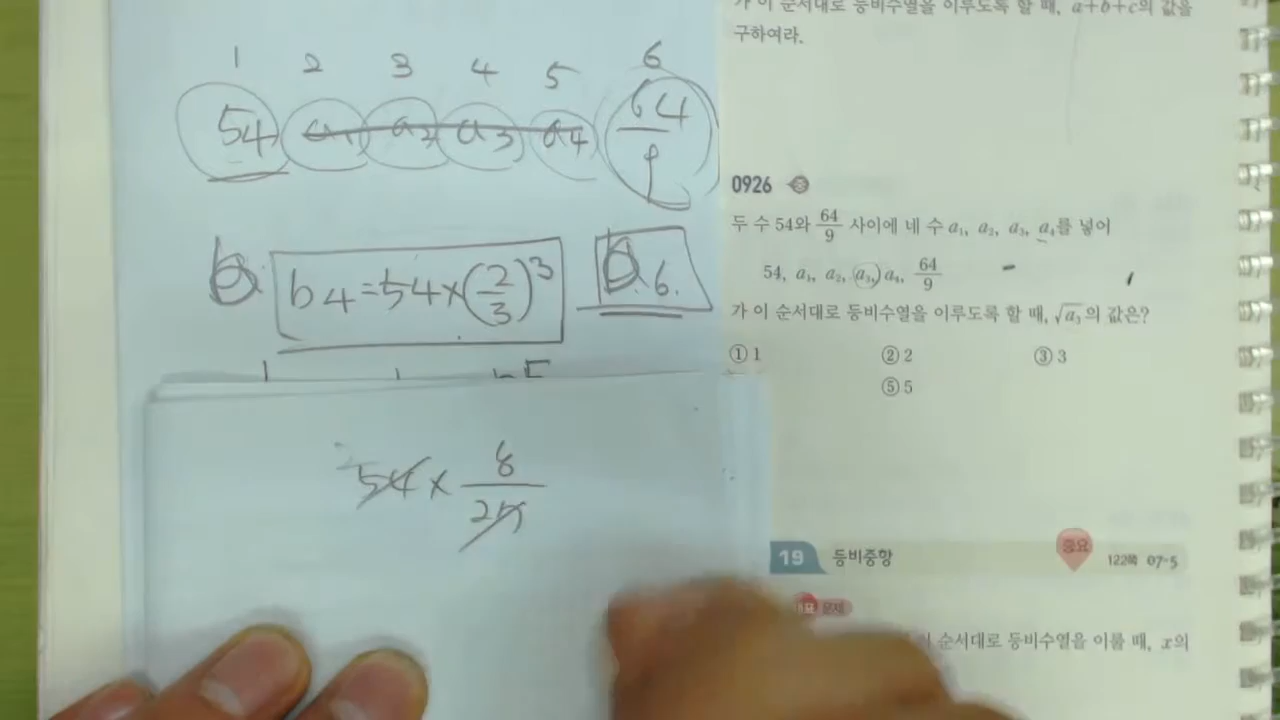 가 이 순서대로 등비수열을 이루도록 할 때, a+b+c의 값을
구하여라.
1 2 3 4 5 6
54 a₁ a₂ a₃ a₄ 64/9
0926
두 수 54와 64/9 사이에 네 수 a₁, a₂, a₃, a₄를 넣어
54, a₁, a₂, a₃, a₄, 64/9
가 이 순서대로 등비수열을 이루도록 할 때, √a₃의 값은?
① 1 ② 2 ③ 3
⑤ 5
b4=54×(2/3)³
6.
54 × 8/27
19 등비중항 중요 122쪽 07-5
문제
순서대로 등비수열을 이룰 때, x의